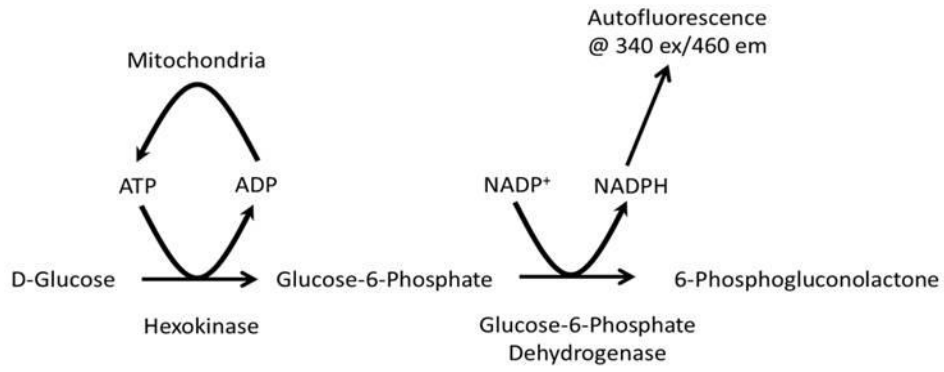 Autofluorescence
@ 340 ex/460 em
Mitochondria
ATP
ADP
NADP⁺
NADPH
D-Glucose
Glucose-6-Phosphate
6-Phosphogluconolactone
Hexokinase
Glucose-6-Phosphate
Dehydrogenase